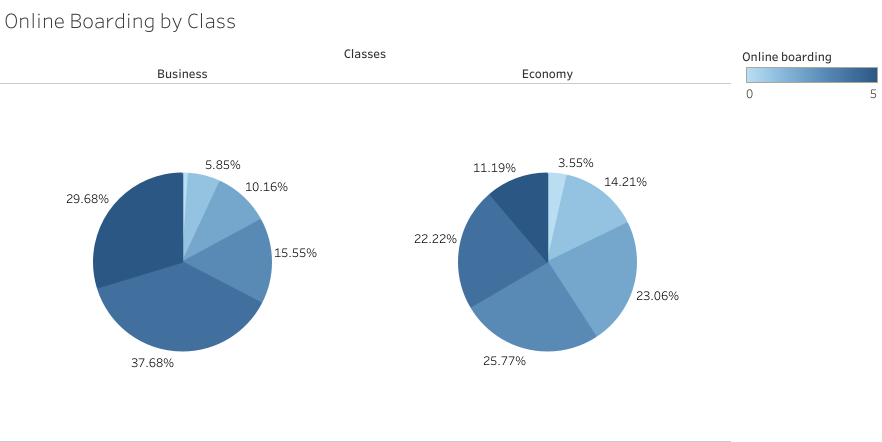 Online Boarding by Class
Classes
Business
Economy
Online boarding
0
5
5.85%
10.16%
15.55%
37.68%
29.68%
3.55%
14.21%
23.06%
25.77%
22.22%
11.19%